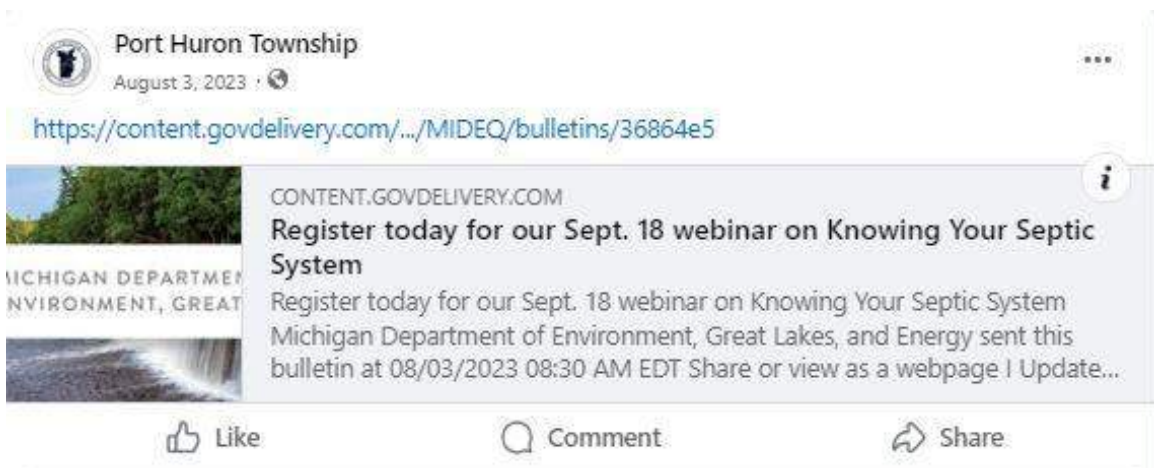 Port Huron Township
August 3, 2023 ·
...
https://content.govdelivery.com/.../MIDEQ/bulletins/36864e5
i
CONTENT.GOVDELIVERY.COM
Register today for our Sept. 18 webinar on Knowing Your Septic
System
MICHIGAN DEPARTMEN
NVIRONMENT, GREAT
Register today for our Sept. 18 webinar on Knowing Your Septic System
Michigan Department of Environment, Great Lakes, and Energy sent this
bulletin at 08/03/2023 08:30 AM EDT Share or view as a webpage I Update...
Like
Comment
Share